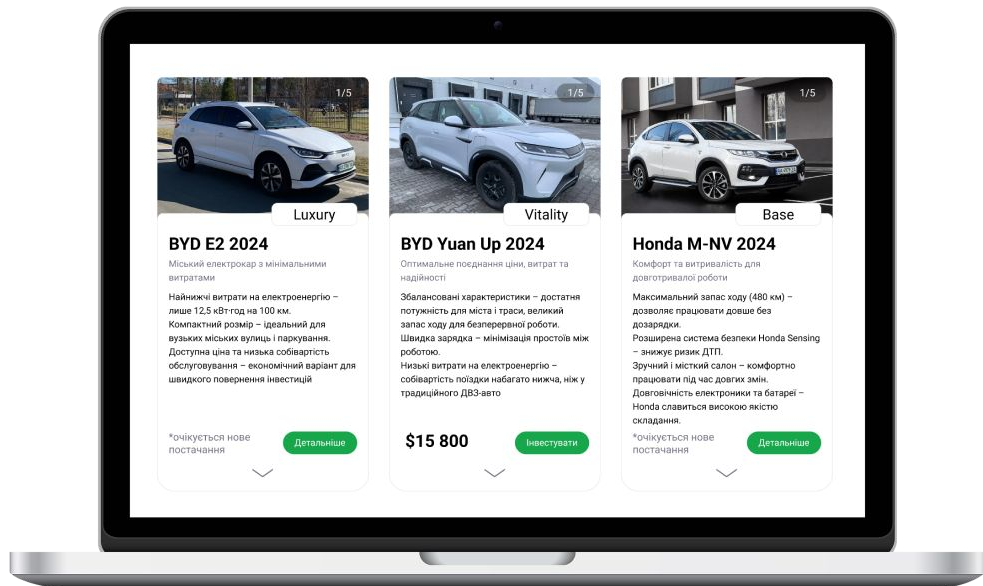 1/5
Luxury
BYD E2 2024
Міський електрокар з мінімальними
витратами
Найнижчі витрати на електроенергію –
лише 12,5 кВт·год на 100 км.
Компактний розмір – ідеальний для
вузьких міських вулиць і паркування.
Доступна ціна та низька собівартість
обслуговування – економічний варіант для
швидкого повернення інвестицій
*очікується нове
постачання
Детальніше
1/5
Vitality
BYD Yuan Up 2024
Оптимальне поєднання ціни, витрат та
надійності
Збалансовані характеристики – достатня
потужність для міста і траси, великий
запас ходу для безперервної роботи.
Швидка зарядка – мінімізація простоїв між
роботою.
Низькі витрати на електроенергію –
собівартість поїздки набагато нижча, ніж у
традиційного ДВЗ-авто
$15 800
Інвестувати
1/5
Base
Honda M-NV 2024
Комфорт та витривалість для
довготривалої роботи
Максимальний запас ходу (480 км) –
дозволяє працювати довше без
дозарядки.
Розширена система безпеки Honda Sensing
– знижує ризик ДТП.
Зручний і місткий салон – комфортно
працювати під час довгих змін.
Довговічність електроніки та батареї –
Honda славиться високою якістю
складання.
*очікується нове
постачання
Детальніше